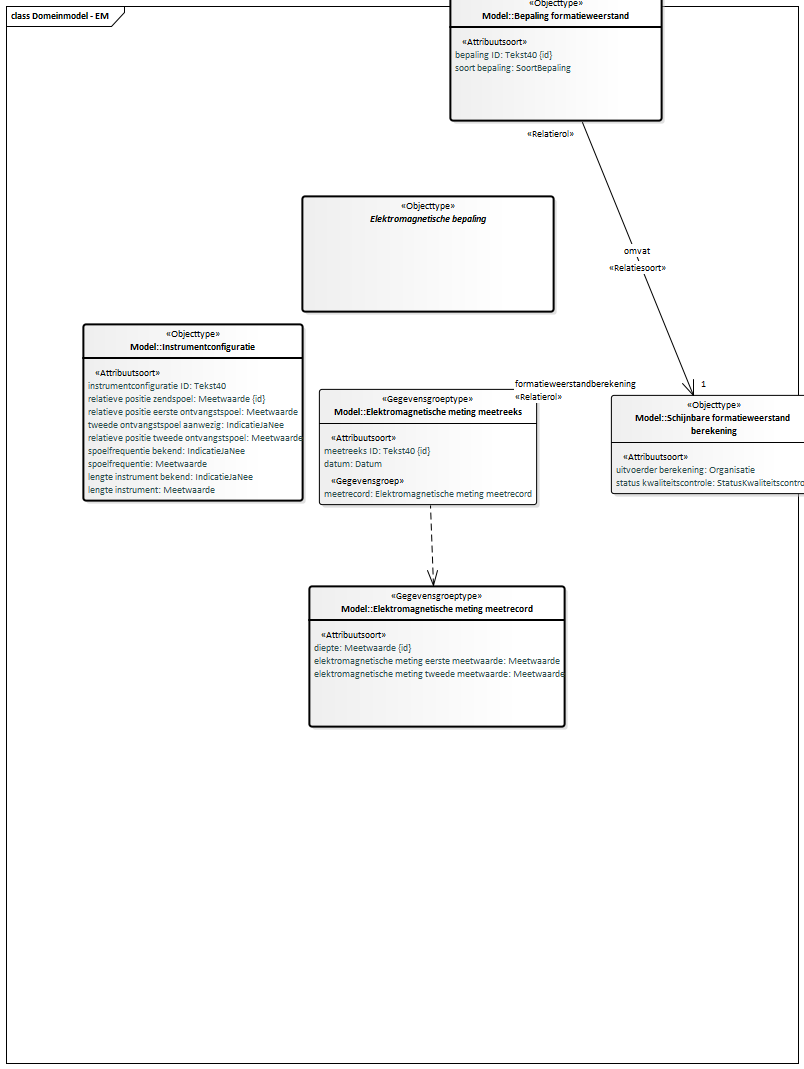 class Domeinmodel - EM
«Objecttype»
Model::Bepaling formatieweerstand
«Attribuutsoort»
bepaling ID: Tekst40 {id}
soort bepaling: SoortBepaling
«Relatierol»
«Objecttype»
Elektromagnetische bepaling
omvat
«Relatiesoort»
«Objecttype»
Model::Instrumentconfiguratie
«Attribuutsoort»
instrumentconfiguratie ID: Tekst40
relatieve positie zendspoel: Meetwaarde {id}
relatieve positie eerste ontvangstspoel: Meetwaarde
tweede ontvangstspoel aanwezig: IndicatieJaNee
relatieve positie tweede ontvangstspoel: Meetwaarde
spoelfrequentie bekend: IndicatieJaNee
spoelfrequentie: Meetwaarde
lengte instrument bekend: IndicatieJaNee
lengte instrument: Meetwaarde
formatieweerstandberekening
«Relatierol»
1
«Gegevensgroeptype»
Model::Elektromagnetische meting meetreeks
«Attribuutsoort»
meetreeks ID: Tekst40 {id}
datum: Datum
«Gegevensgroep»
meetrecord: Elektromagnetische meting meetrecord
«Objecttype»
Model::Schijnbare formatieweerstand
berekening
«Attribuutsoort»
uitvoerder berekening: Organisatie
status kwaliteitscontrole: StatusKwaliteitscontro
«Gegevensgroeptype»
Model::Elektromagnetische meting meetrecord
«Attribuutsoort»
diepte: Meetwaarde {id}
elektromagnetische meting eerste meetwaarde: Meetwaarde
elektromagnetische meting tweede meetwaarde: Meetwaarde